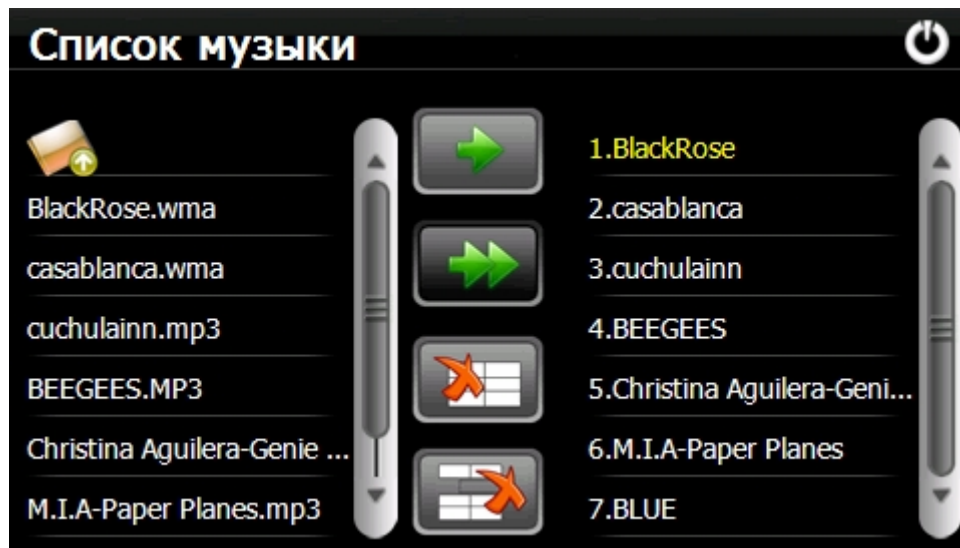 Список музыки
BlackRose.wma
casablanca.wma
cuchulainn.mp3
BEEGEES.MP3
Christina Aguilera-Genie ...
M.I.A-Paper Planes.mp3
1.BlackRose
2.casablanca
3.cuchulainn
4.BEEGEES
5.Christina Aguilera-Geni...
6.M.I.A-Paper Planes
7.BLUE